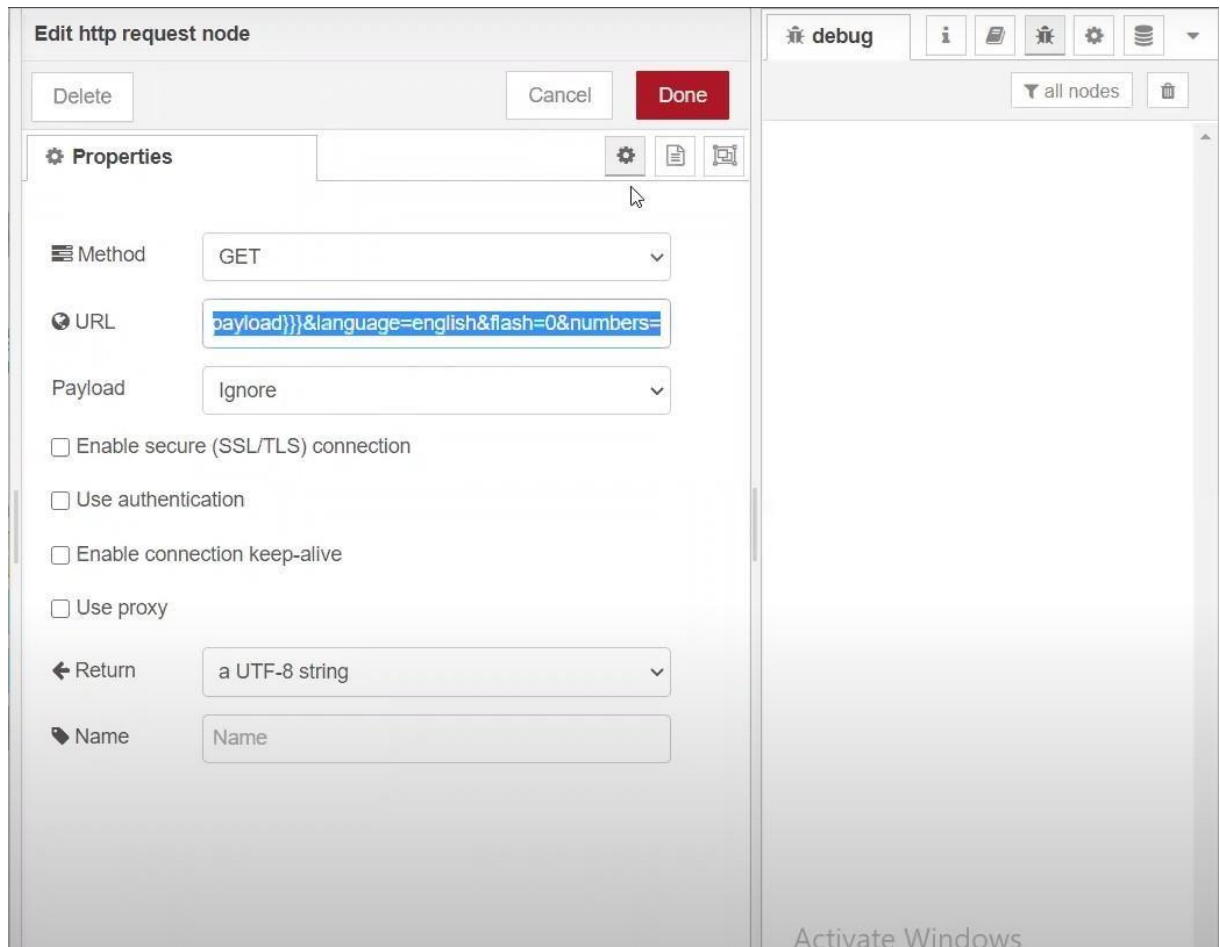 Edit http request node
debug
all nodes
Delete
Cancel
Done
Properties
Method
GET
URL
payload}}}&language=english&flash=0&numbers=
Payload
Ignore
Enable secure (SSL/TLS) connection
Use authentication
Enable connection keep-alive
Use proxy
Return
a UTF-8 string
Name
Name
Activate Windows